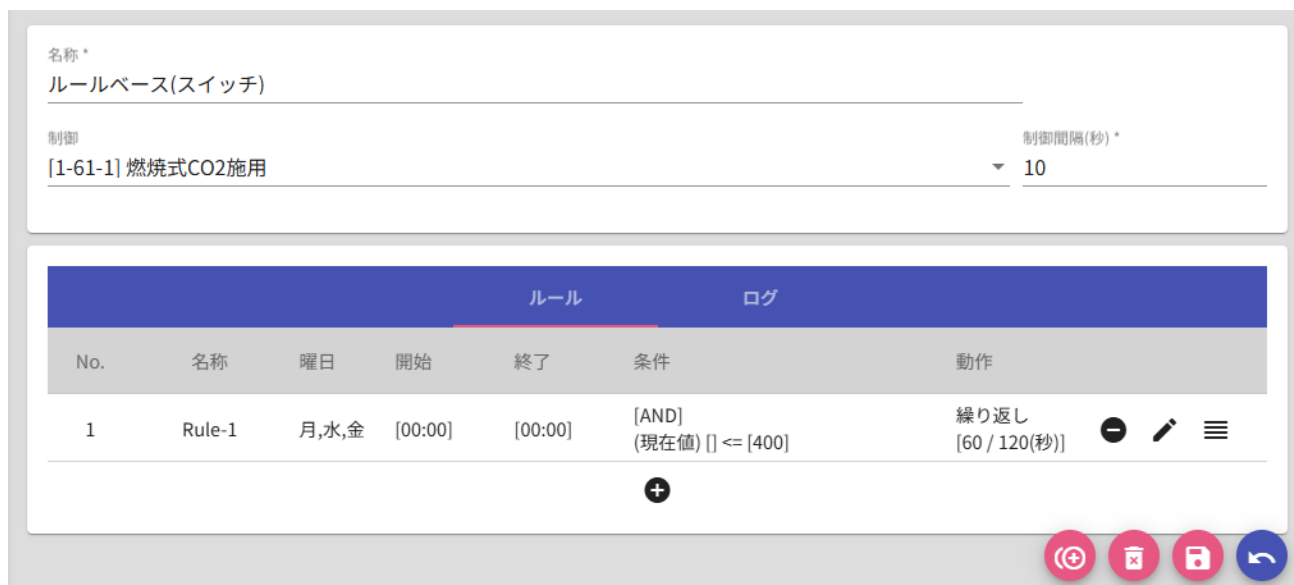 名称 *
ルールベース(スイッチ)
制御
制御間隔(秒) *
[1-61-1] 燃焼式CO2施用
10
ルール ログ
No. 名称 曜日 開始 終了 条件 動作
1 Rule-1 月,水,金 [00:00] [00:00] [AND] 繰り返し
(現在値) [] <= [400] [60 / 120(秒)]